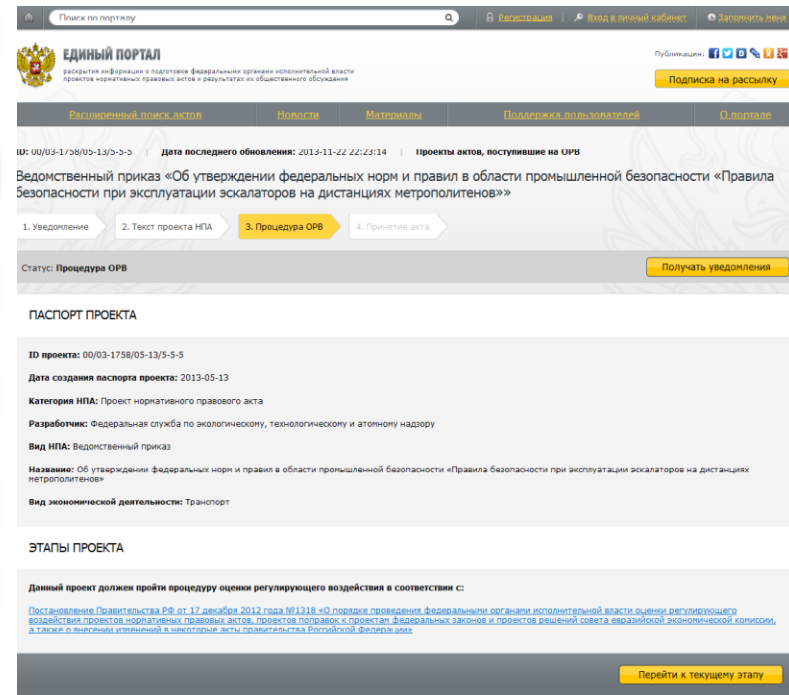 Поиск по порталу
Регистрация
Вход в личный кабинет
Запомнить меня
ЕДИНЫЙ ПОРТАЛ
раскрытия информации о подготовке федеральными органами исполнительной власти
проектов нормативных правовых актов и результатах их общественного обсуждения
Публикации:
Подписка на рассылку
Расширенный поиск актов
Новости
Материалы
Поддержка пользователей
О портале
ID: 00/03-1758/05-13/5-5-5 | Дата последнего обновления: 2013-11-22 22:23:14 | Проекты актов, поступившие на ОРВ
Ведомственный приказ «Об утверждении федеральных норм и правил в области промышленной безопасности «Правила
безопасности при эксплуатации эскалаторов на дистанциях метрополитенов»»
1. Уведомление
2. Текст проекта НПА
3. Процедура ОРВ
4. Принятие акта
Статус: Процедура ОРВ
Получать уведомления
ПАСПОРТ ПРОЕКТА
ID проекта: 00/03-1758/05-13/5-5-5
Дата создания паспорта проекта: 2013-05-13
Категория НПА: Проект нормативного правового акта
Разработчик: Федеральная служба по экологическому, технологическому и атомному надзору
Вид НПА: Ведомственный приказ
Название: Об утверждении федеральных норм и правил в области промышленной безопасности «Правила безопасности при эксплуатации эскалаторов на дистанциях
метрополитенов»
Вид экономической деятельности: Транспорт
ЭТАПЫ ПРОЕКТА
Данный проект должен пройти процедуру оценки регулирующего воздействия в соответствии с:
Постановление Правительства РФ от 17 декабря 2012 года №1318 «О порядке проведения федеральными органами исполнительной власти оценки регулирующего
воздействия проектов нормативных правовых актов, проектов поправок к проектам федеральных законов и проектов решений совета евразийской экономической комиссии,
а также о внесении изменений в некоторые акты правительства Российской Федерации»
Перейти к текущему этапу